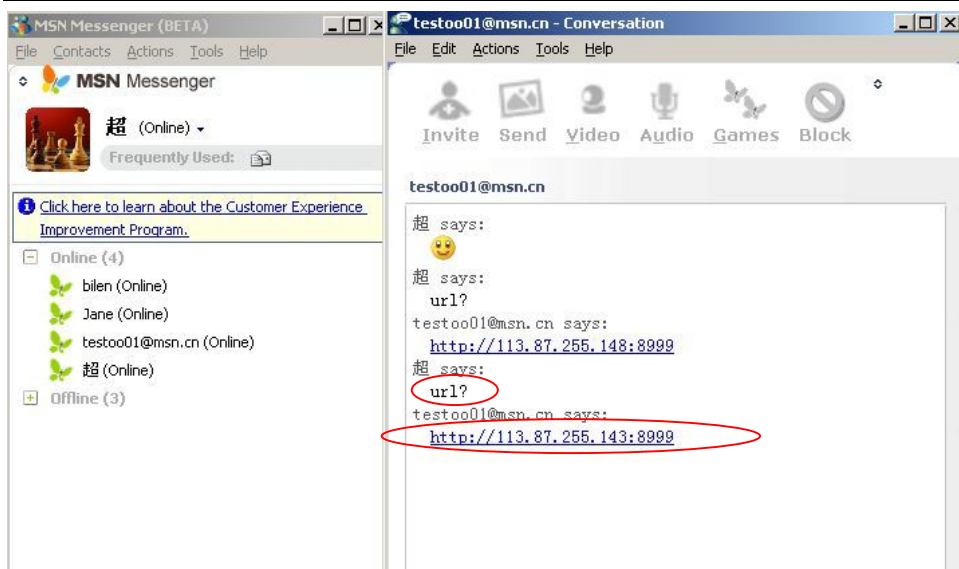 MSN Messenger (BETA)
File Contacts Actions Tools Help
MSN Messenger
超 (Online)
Frequently Used:
Click here to learn about the Customer Experience
Improvement Program.
Online (4)
bilen (Online)
Jane (Online)
testoo01@msn.cn (Online)
超 (Online)
Offline (3)
testoo01@msn.cn - Conversation
File Edit Actions Tools Help
Invite Send Video Audio Games Block
testoo01@msn.cn
超 says:
超 says:
url?
testoo01@msn.cn says:
http://113.87.255.148:8999
超 says:
url?
testoo01@msn.cn says:
http://113.87.255.143:8999